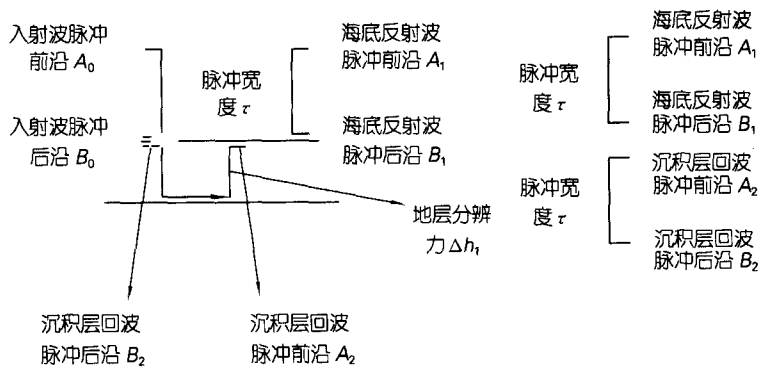 入射波脉冲
前沿 A₀
入射波脉冲
后沿 B₀
脉冲宽
度 τ
海底反射波
脉冲前沿 A₁
海底反射波
脉冲后沿 B₁
地层分辨
力 Δh₁
沉积层回波
脉冲后沿 B₂
沉积层回波
脉冲前沿 A₂
脉冲宽
度 τ
海底反射波
脉冲前沿 A₁
海底反射波
脉冲后沿 B₁
脉冲宽
度 τ
沉积层回波
脉冲前沿 A₂
沉积层回波
脉冲后沿 B₂